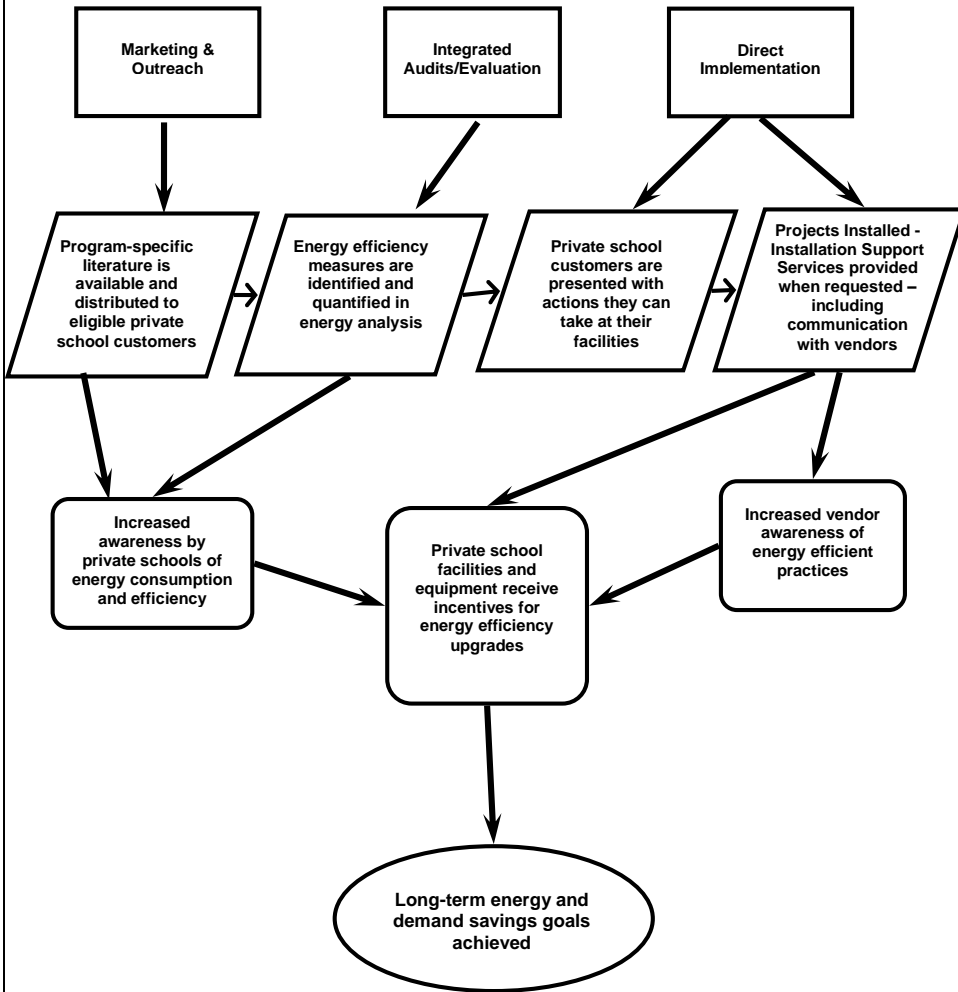 Marketing &
Outreach
Integrated
Audits/Evaluation
Direct
Implementation
Program-specific
literature is
available and
distributed to
eligible private
school customers
Energy efficiency
measures are
identified and
quantified in
energy analysis
Private school
customers are
presented with
actions they can
take at their
facilities
Projects Installed -
Installation Support
Services provided
when requested –
including
communication
with vendors
Increased
awareness by
private schools of
energy consumption
and efficiency
Private school
facilities and
equipment receive
incentives for
energy efficiency
upgrades
Increased vendor
awareness of
energy efficient
practices
Long-term energy and
demand savings goals
achieved